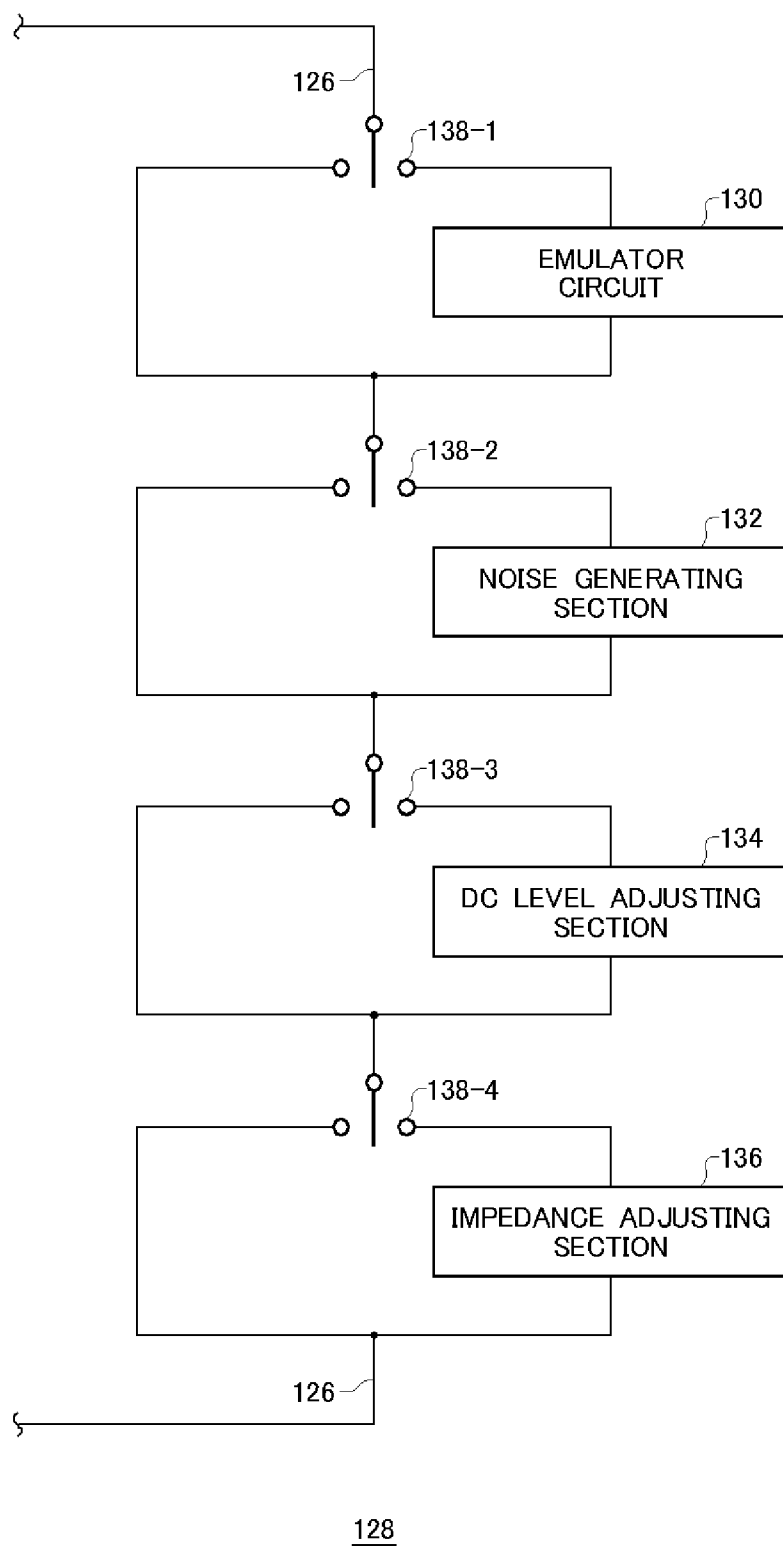 126
138-1
130
EMULATOR
CIRCUIT
138-2
132
NOISE GENERATING
SECTION
138-3
134
DC LEVEL ADJUSTING
SECTION
138-4
136
IMPEDANCE ADJUSTING
SECTION
126
128